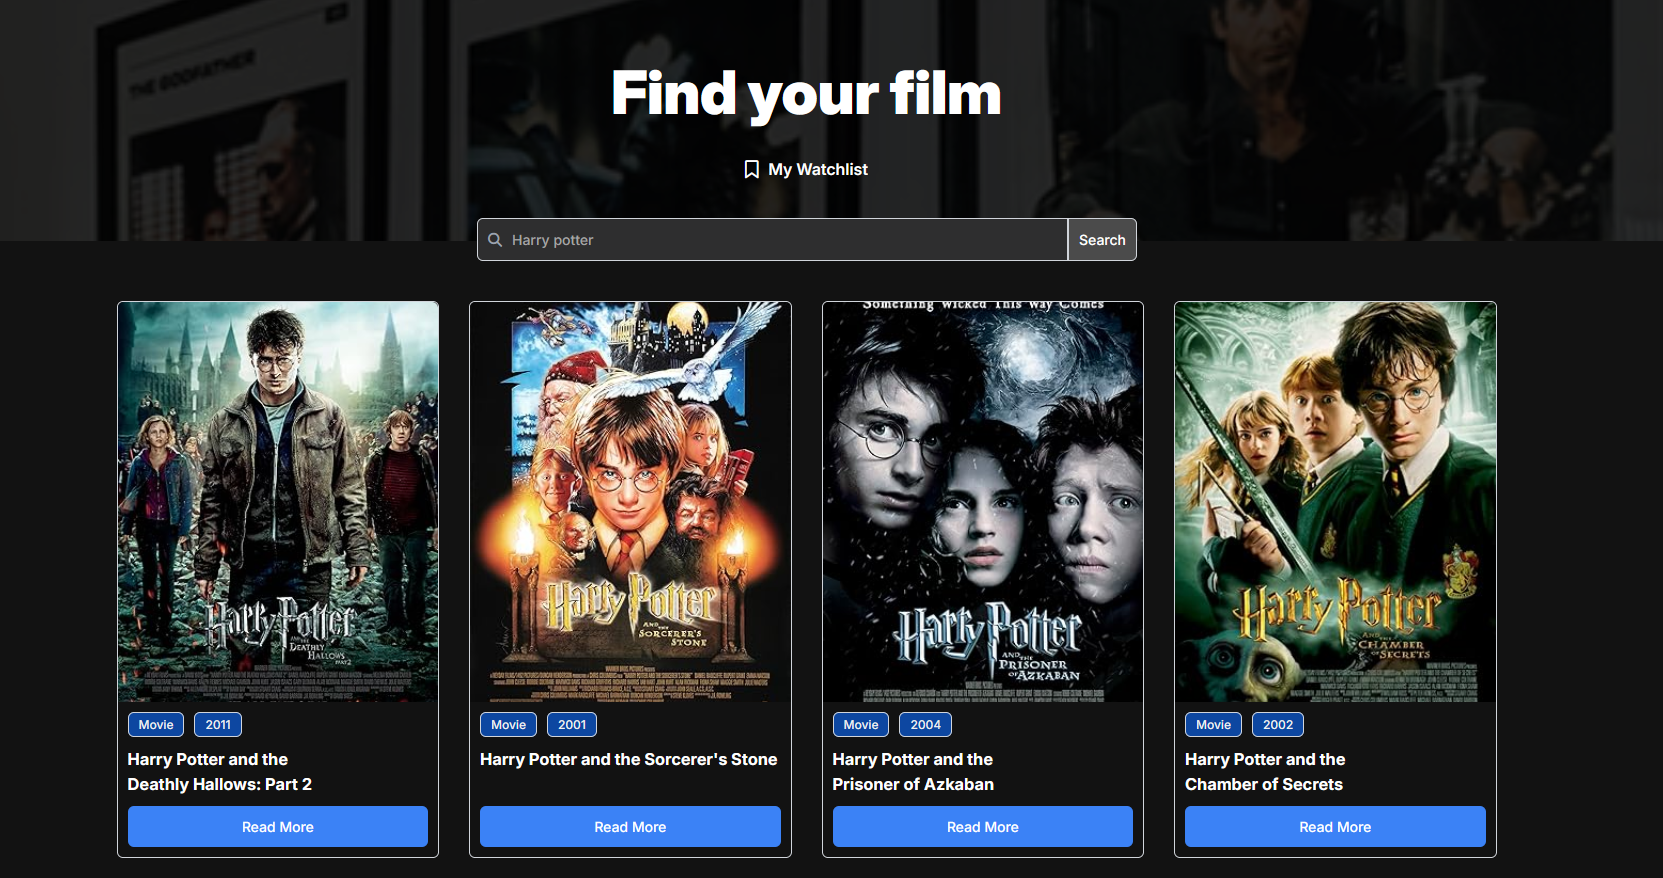 THE GODFATHER
Find your film
My Watchlist
Harry potter
Search
Harry Potter
AND THE
DEATHLY
HALLOWS
PART 2
Movie
2011
Harry Potter and the
Deathly Hallows: Part 2
Read More
Harry Potter
AND THE
SORCERER'S
STONE
Movie
2001
Harry Potter and the Sorcerer's Stone
Read More
Something Wicked This Way Comes
Harry Potter
AND THE
PRISONER
OF AZKABAN
Movie
2004
Harry Potter and the
Prisoner of Azkaban
Read More
Harry Potter
AND THE
CHAMBER
OF SECRETS
Movie
2002
Harry Potter and the
Chamber of Secrets
Read More